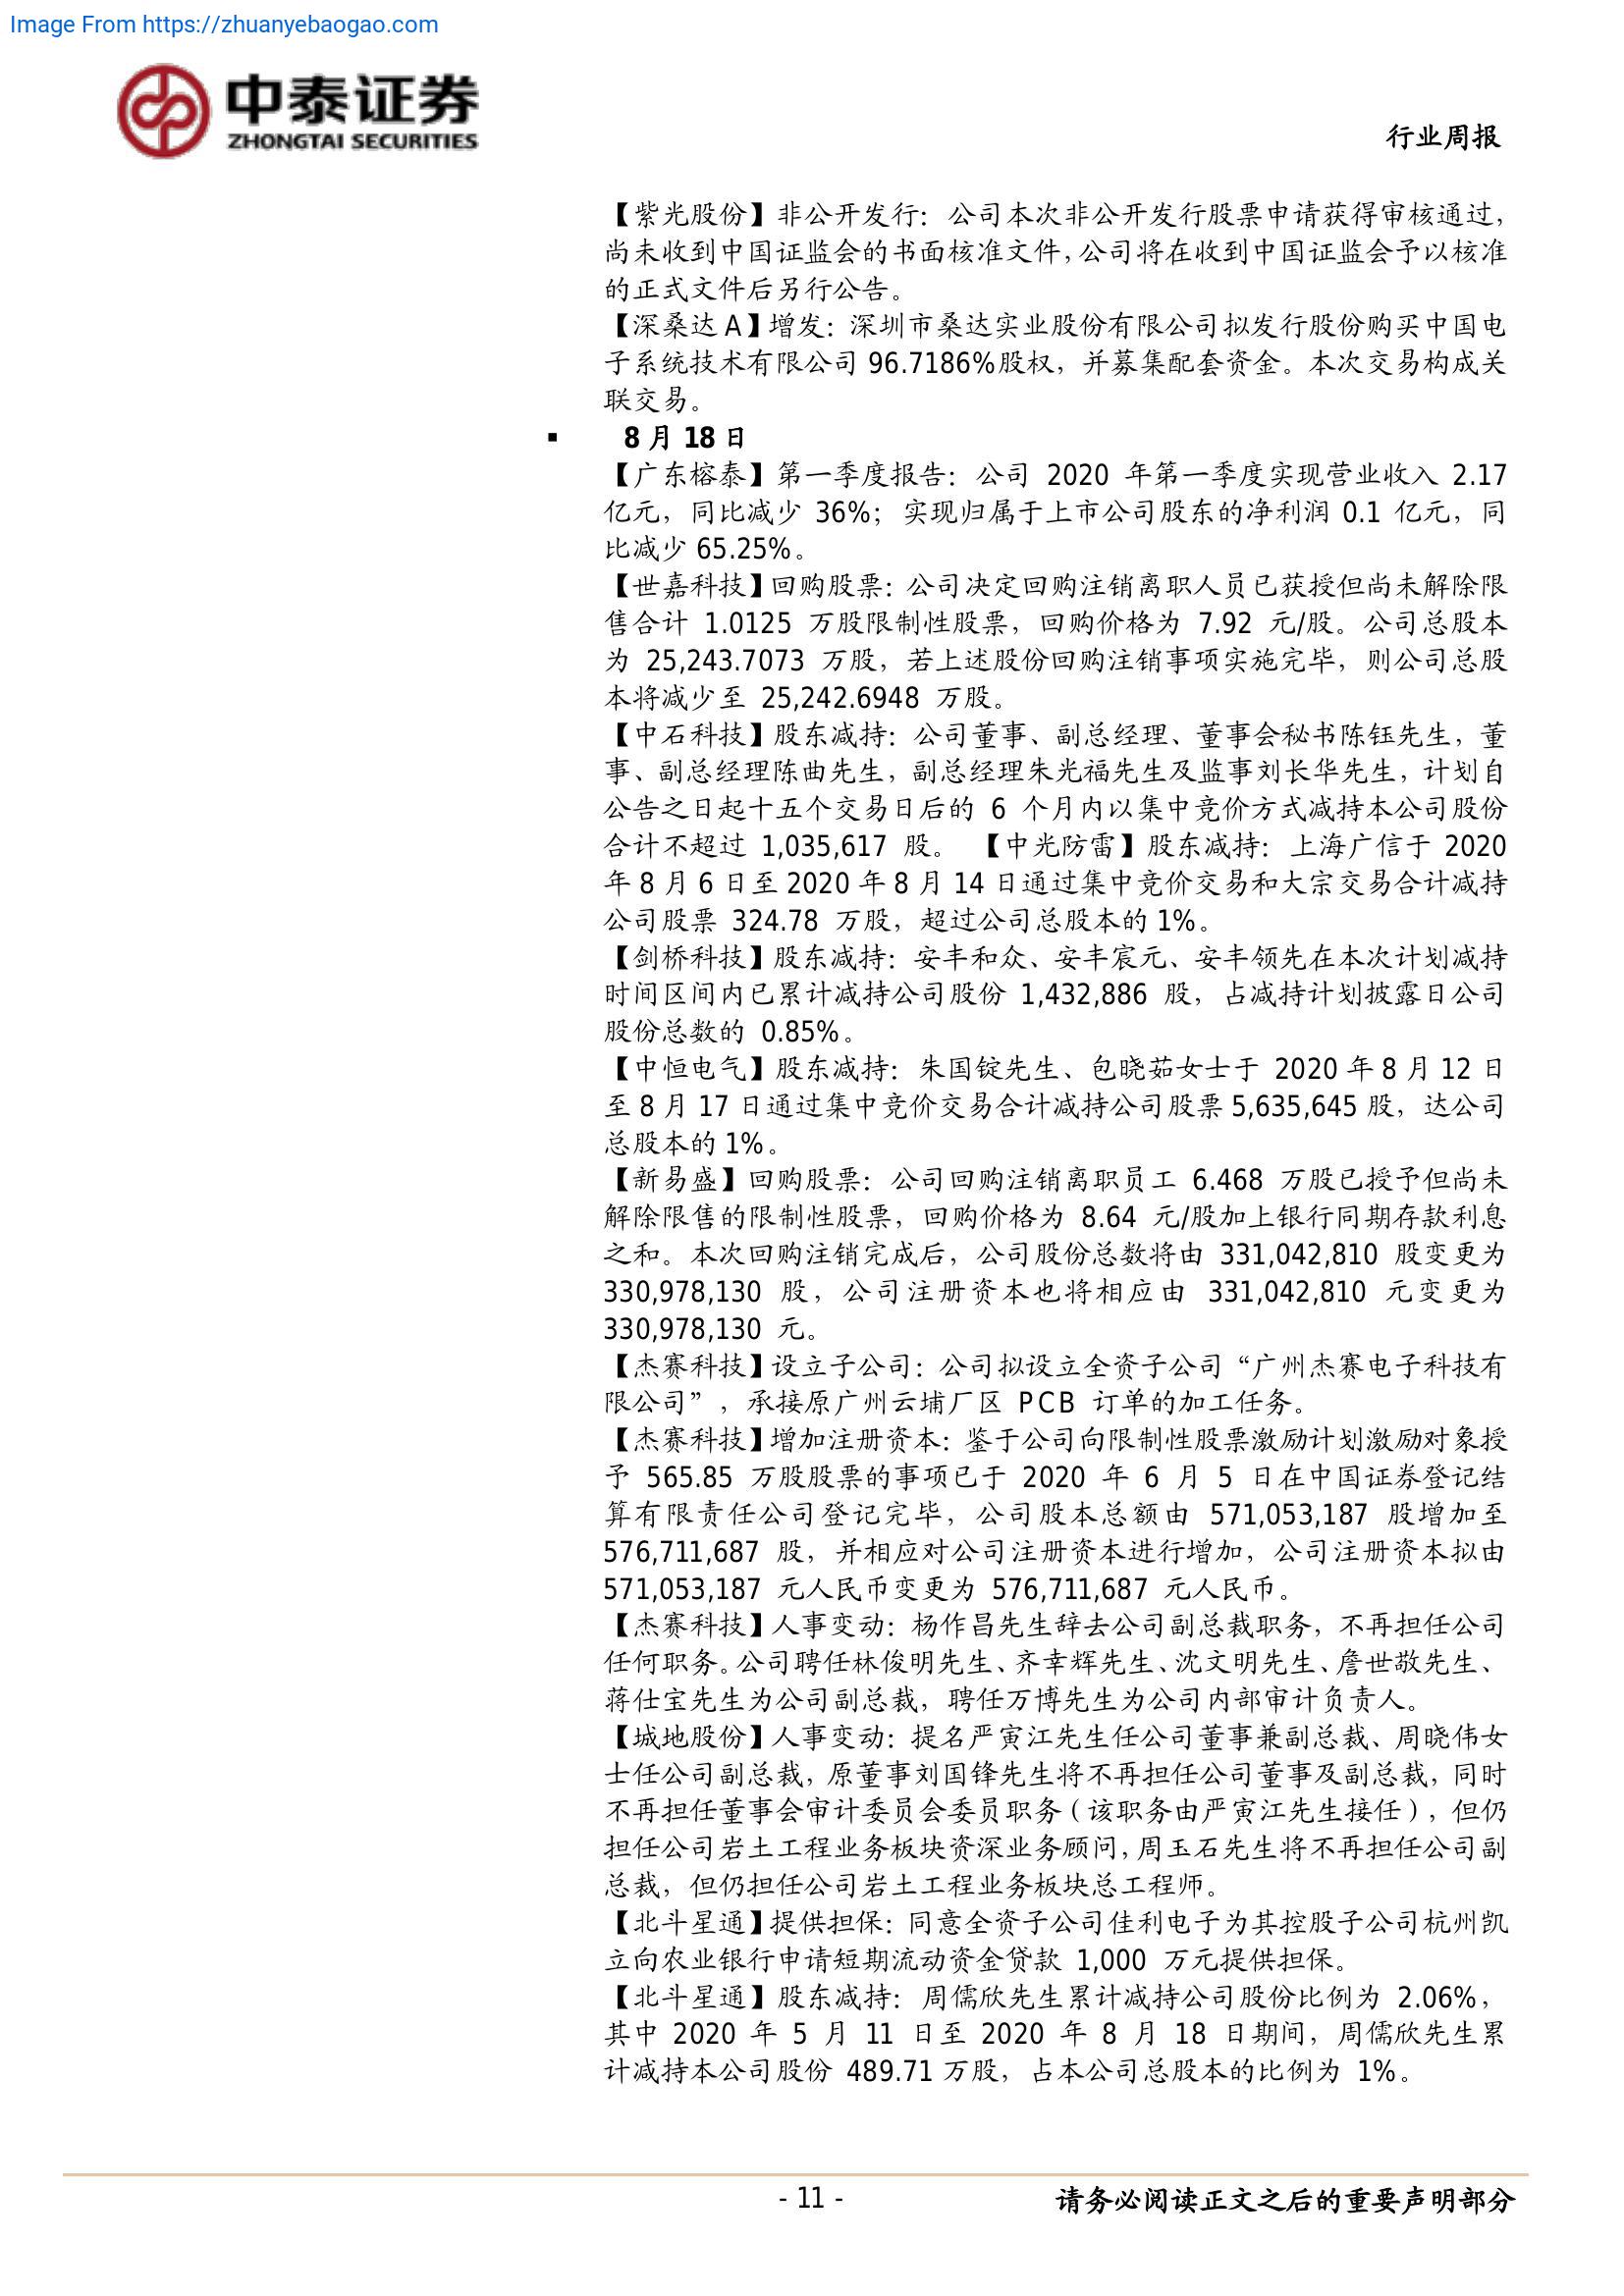 Image From https://zhuanyebaogao.com
中泰证券
ZHONGTAI SECURITIES
行业周报
【紫光股份】非公开发行：公司本次非公开发行股票申请获得审核通过，
尚未收到中国证监会的书面核准文件，公司将在收到中国证监会予以核准
的正式文件后另行公告。
【深桑达 A】增发：深圳市桑达实业股份有限公司拟发行股份购买中国电
子系统技术有限公司 96.7186%股权，并募集配套资金。本次交易构成关
联交易。
▪ 8 月 18 日
【广东榕泰】第一季度报告：公司 2020 年第一季度实现营业收入 2.17
亿元，同比减少 36%；实现归属于上市公司股东的净利润 0.1 亿元，同
比减少 65.25%。
【世嘉科技】回购股票：公司决定回购注销离职人员已获授但尚未解除限
售合计 1.0125 万股限制性股票，回购价格为 7.92 元/股。公司总股本
为 25,243.7073 万股，若上述股份回购注销事项实施完毕，则公司总股
本将减少至 25,242.6948 万股。
【中石科技】股东减持：公司董事、副总经理、董事会秘书陈钰先生，董
事、副总经理陈曲先生，副总经理朱光福先生及监事刘长华先生，计划自
公告之日起十五个交易日后的 6 个月内以集中竞价方式减持本公司股份
合计不超过 1,035,617 股。 【中光防雷】股东减持：上海广信于 2020
年 8 月 6 日至 2020 年 8 月 14 日通过集中竞价交易和大宗交易合计减持
公司股票 324.78 万股，超过公司总股本的 1%。
【剑桥科技】股东减持：安丰和众、安丰宸元、安丰领先在本次计划减持
时间区间内已累计减持公司股份 1,432,886 股，占减持计划披露日公司
股份总数的 0.85%。
【中恒电气】股东减持：朱国锭先生、包晓茹女士于 2020 年 8 月 12 日
至 8 月 17 日通过集中竞价交易合计减持公司股票 5,635,645 股，达公司
总股本的 1%。
【新易盛】回购股票：公司回购注销离职员工 6.468 万股已授予但尚未
解除限售的限制性股票，回购价格为 8.64 元/股加上银行同期存款利息
之和。本次回购注销完成后，公司股份总数将由 331,042,810 股变更为
330,978,130 股，公司注册资本也将相应由 331,042,810 元变更为
330,978,130 元。
【杰赛科技】设立子公司：公司拟设立全资子公司“广州杰赛电子科技有
限公司”，承接原广州云埔厂区 PCB 订单的加工任务。
【杰赛科技】增加注册资本：鉴于公司向限制性股票激励计划激励对象授
予 565.85 万股股票的事项已于 2020 年 6 月 5 日在中国证券登记结
算有限责任公司登记完毕，公司股本总额由 571,053,187 股增加至
576,711,687 股，并相应对公司注册资本进行增加，公司注册资本拟由
571,053,187 元人民币变更为 576,711,687 元人民币。
【杰赛科技】人事变动：杨作昌先生辞去公司副总裁职务，不再担任公司
任何职务。公司聘任林俊明先生、齐幸辉先生、沈文明先生、詹世敬先生、
蒋仕宝先生为公司副总裁，聘任万博先生为公司内部审计负责人。
【城地股份】人事变动：提名严寅江先生任公司董事兼副总裁、周晓伟女
士任公司副总裁，原董事刘国锋先生将不再担任公司董事及副总裁，同时
不再担任董事会审计委员会委员职务（该职务由严寅江先生接任），但仍
担任公司岩土工程业务板块资深业务顾问，周玉石先生将不再担任公司副
总裁，但仍担任公司岩土工程业务板块总工程师。
【北斗星通】提供担保：同意全资子公司佳利电子为其控股子公司杭州凯
立向农业银行申请短期流动资金贷款 1,000 万元提供担保。
【北斗星通】股东减持：周儒欣先生累计减持公司股份比例为 2.06%，
其中 2020 年 5 月 11 日至 2020 年 8 月 18 日期间，周儒欣先生累
计减持本公司股份 489.71 万股，占本公司总股本的比例为 1%。
- 11 -
请务必阅读正文之后的重要声明部分